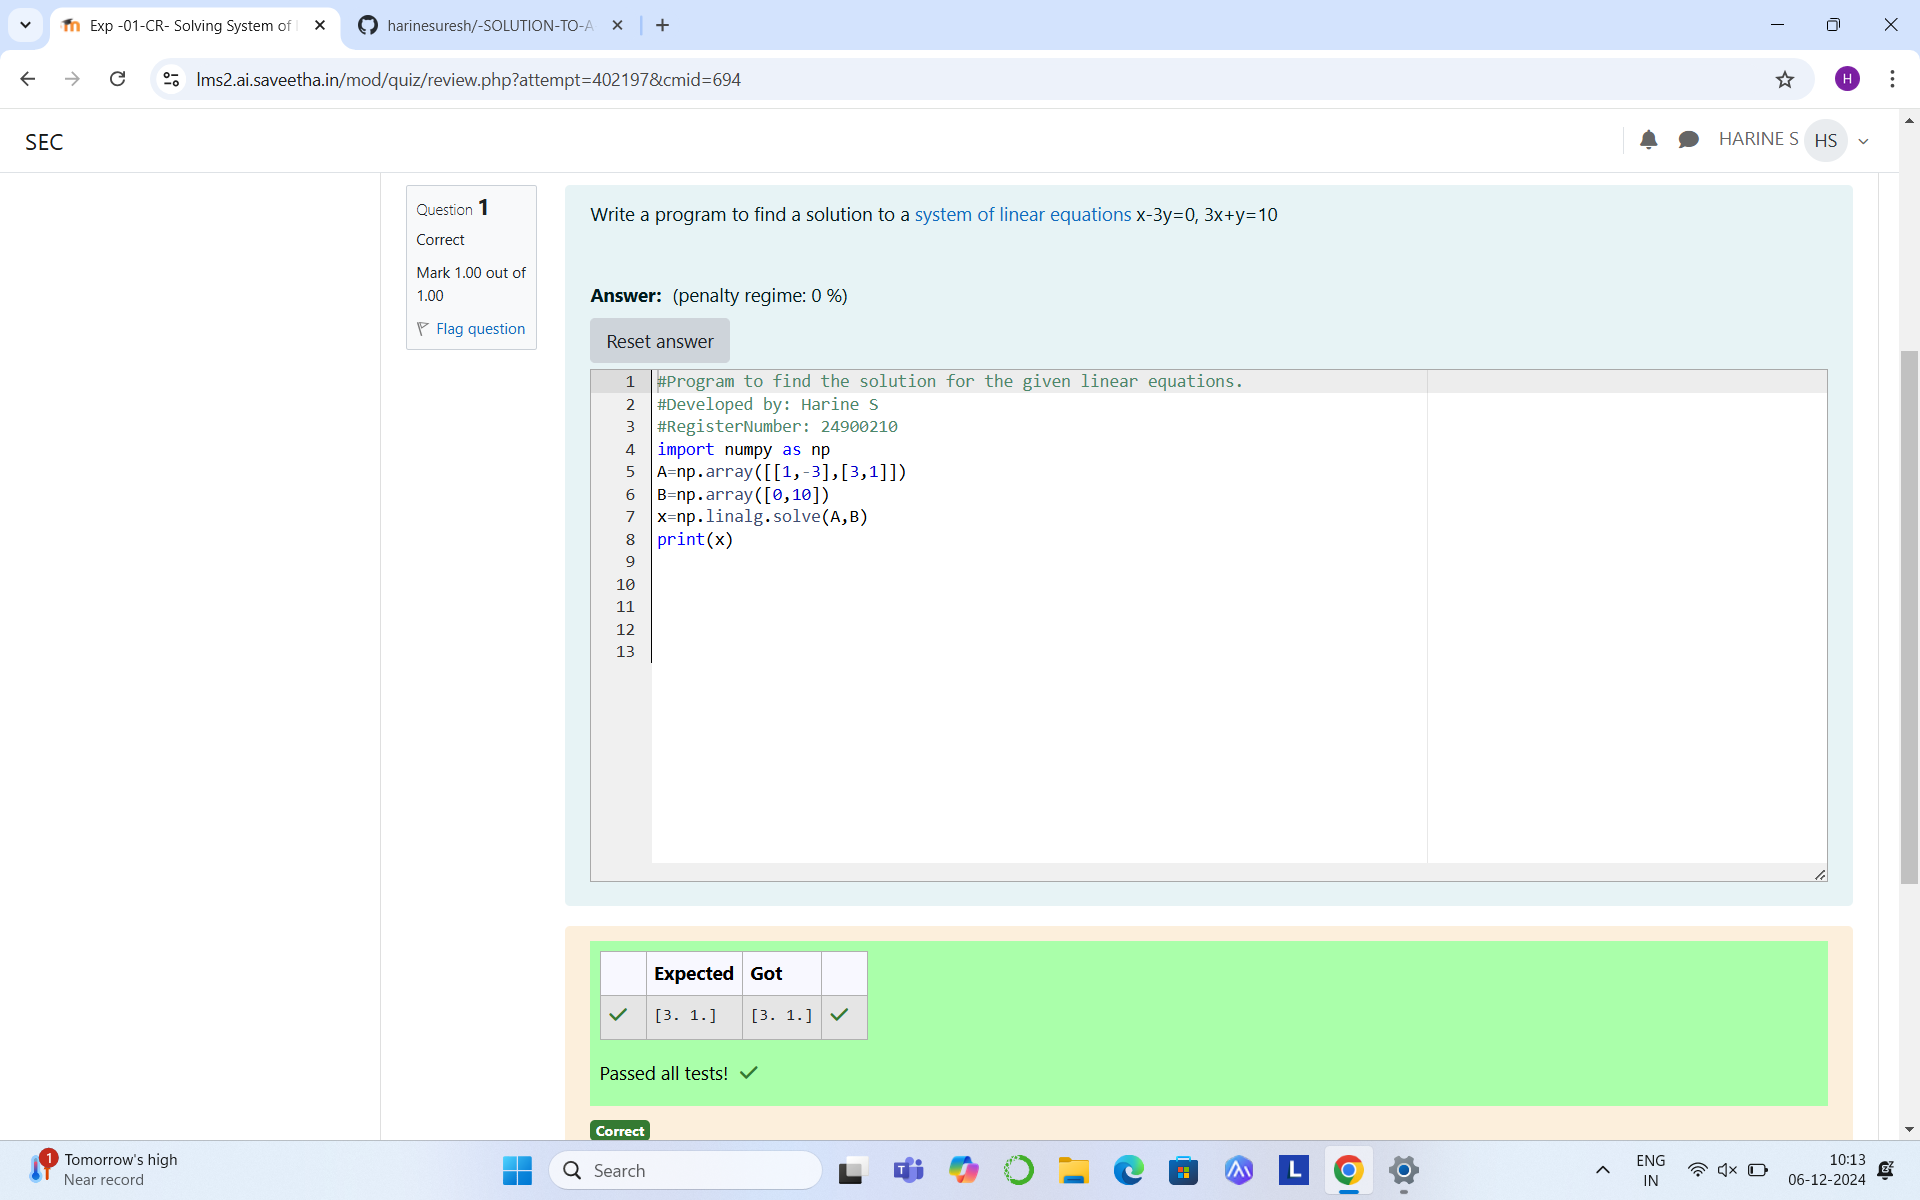 Exp -01-CR- Solving System of
harinesuresh/-SOLUTION-TO-A
lms2.ai.saveetha.in/mod/quiz/review.php?attempt=402197&cmid=694
H
SEC
HARINE S HS
Question 1
Correct
Mark 1.00 out of
1.00
Flag question
Write a program to find a solution to a system of linear equations x-3y=0, 3x+y=10
Answer: (penalty regime: 0 %)
Reset answer
1 #Program to find the solution for the given linear equations.
2 #Developed by: Harine S
3 #RegisterNumber: 24900210
4 import numpy as np
5 A=np.array([[1,-3],[3,1]])
6 B=np.array([0,10])
7 x=np.linalg.solve(A,B)
8 print(x)
9
10
11
12
13
Expected Got
[3. 1.] [3. 1.]
Passed all tests!
Correct
1
Tomorrow's high
Near record
Search
L
ENG
IN
10:13
06-12-2024